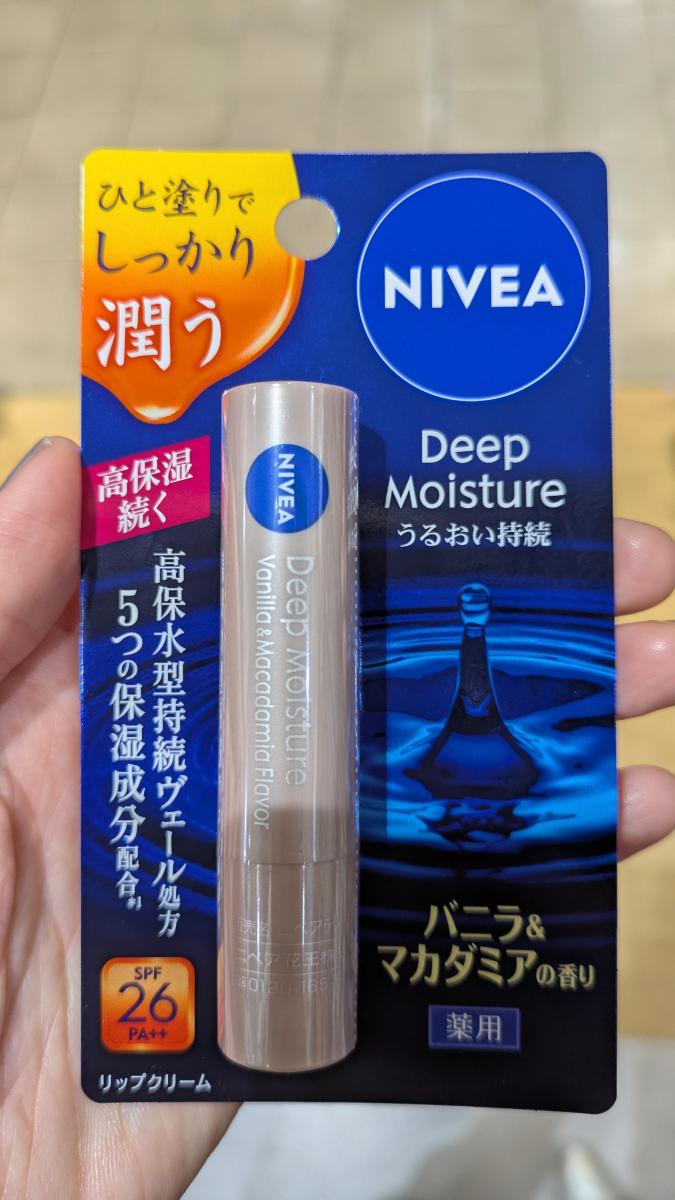 ひと塗りで
しっかり
潤う
NIVEA
Deep
Moisture
うるおい持続
高保湿
続く
高保水型持続ヴェール処方
5つの保湿成分配合※1
NIVEA
Deep Moisture
Vanilla & Macadamia Flavor
バニラ&
マカダミアの香り
薬用
SPF
26
PA++
リップクリーム